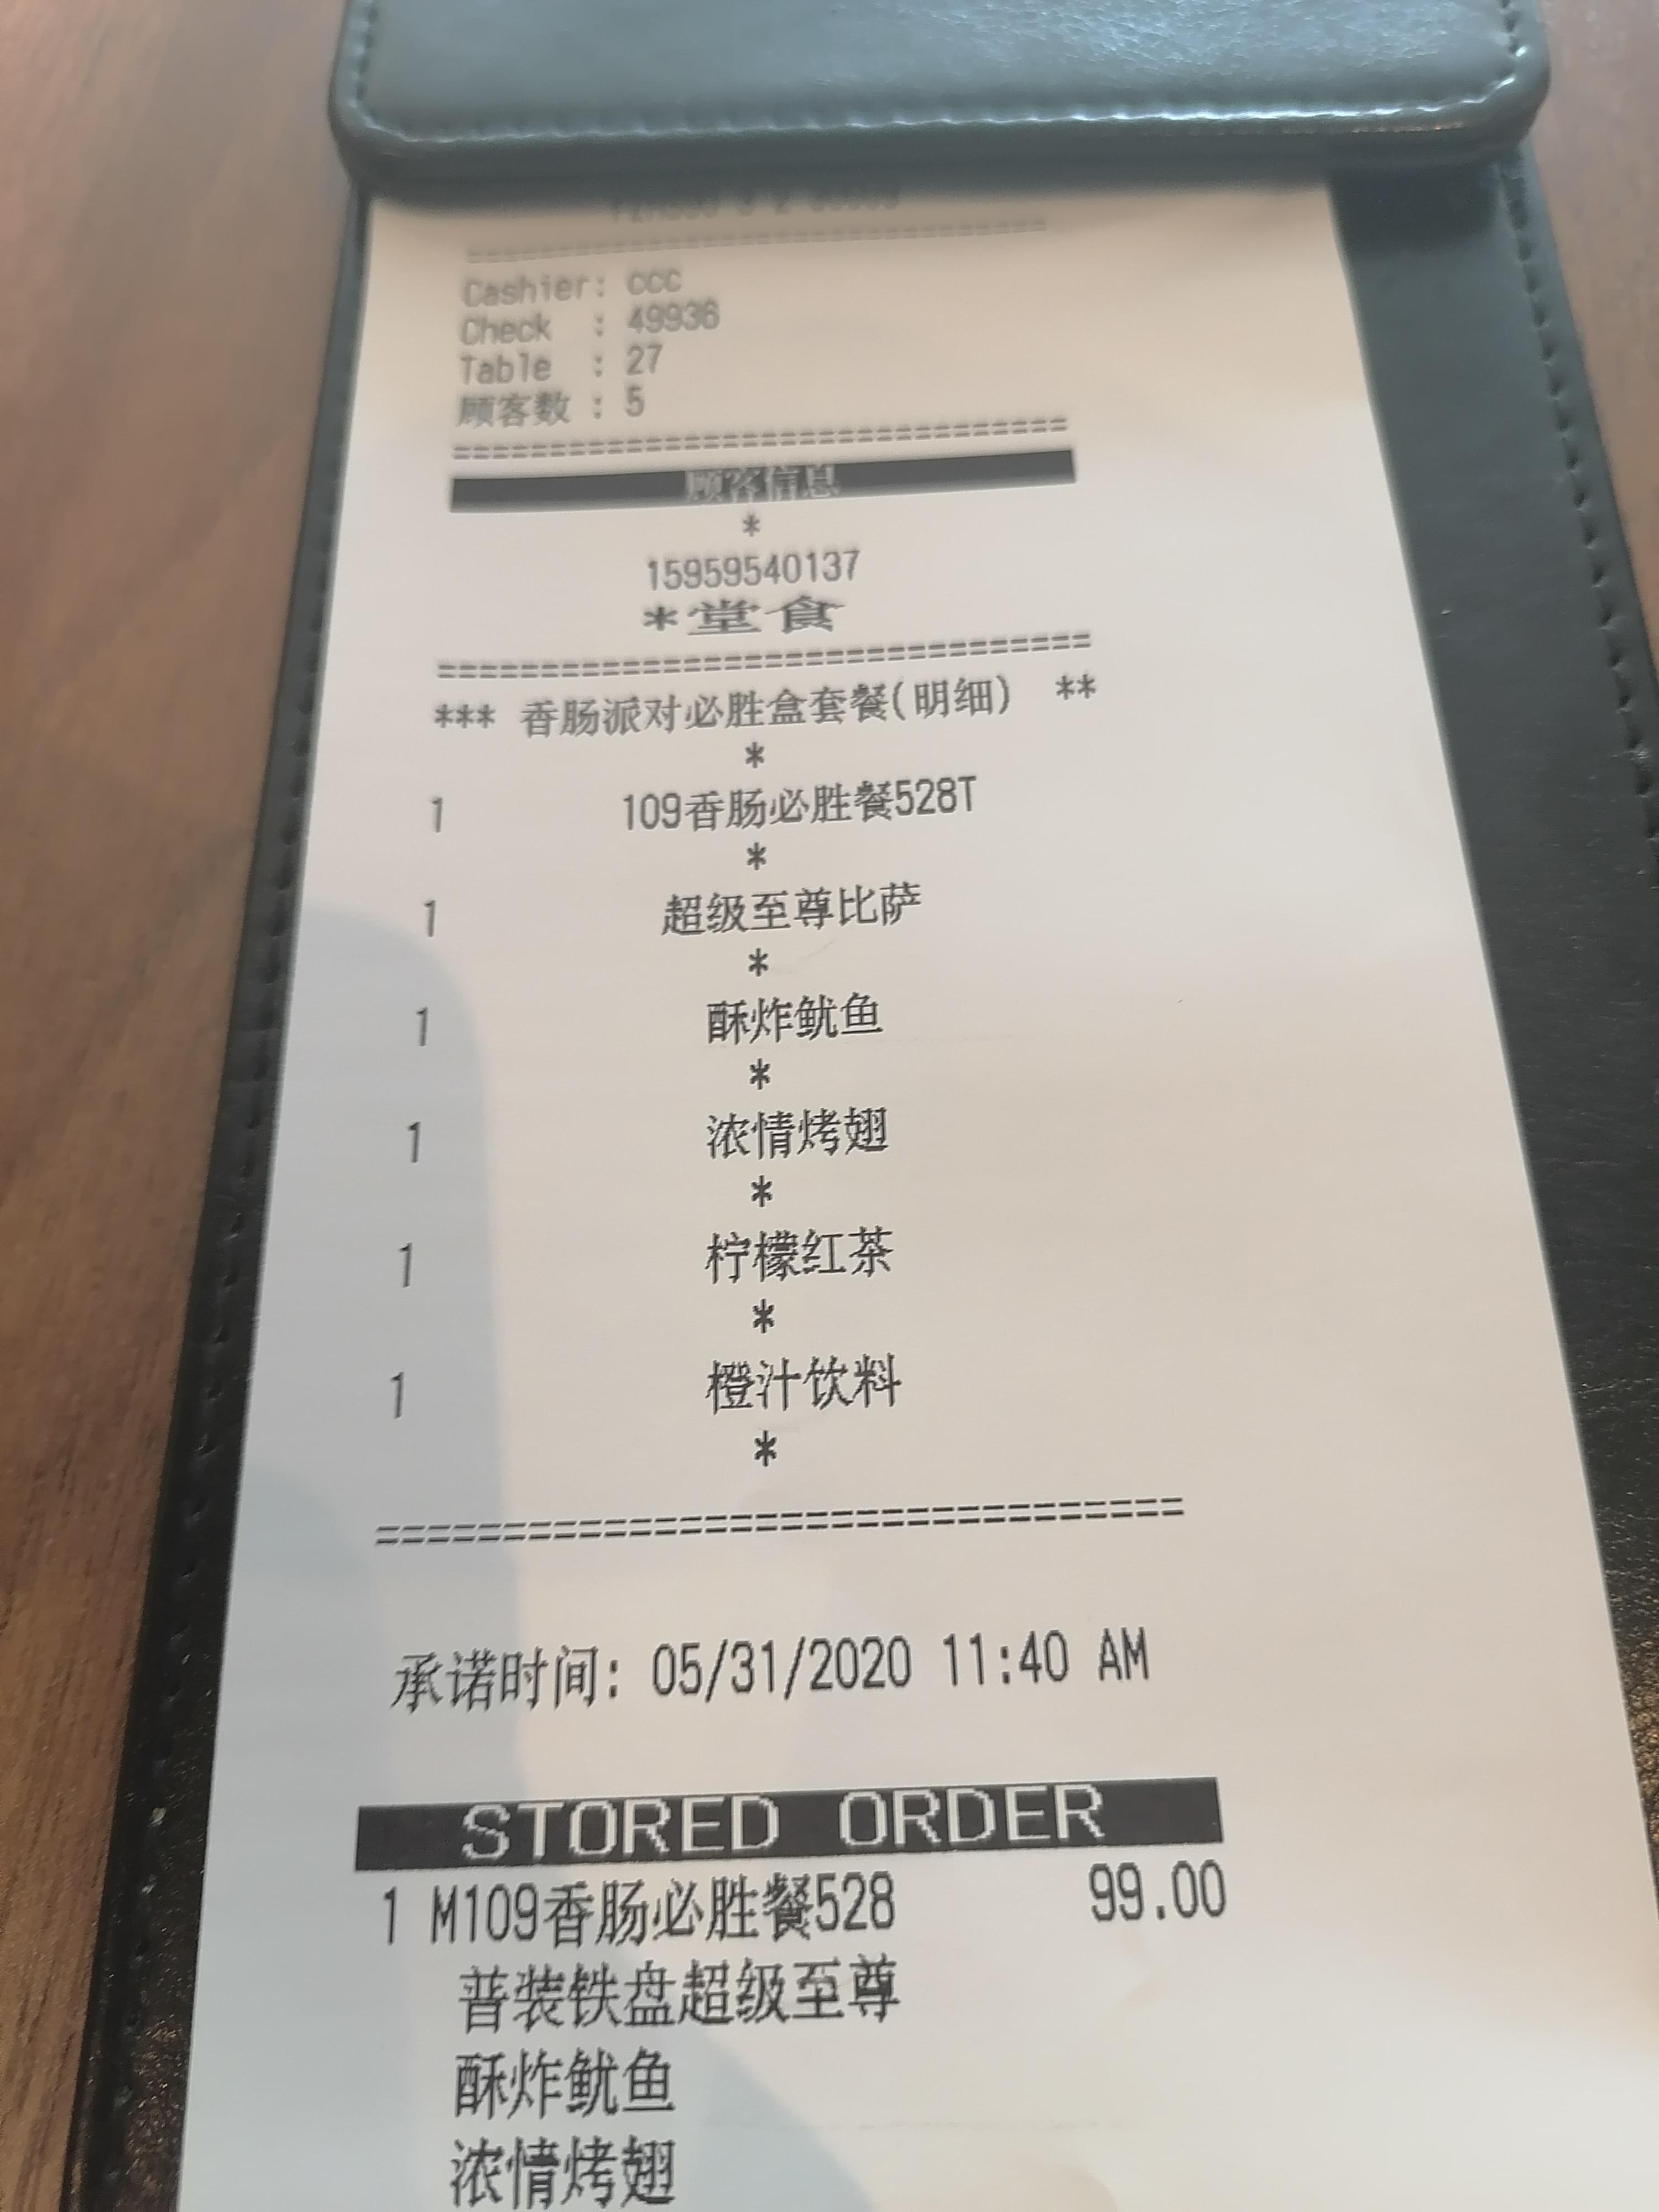 ================================
Cashier: ccc
Check : 49936
Table : 27
顾客数 : 5
================================
顾客信息
*
15959540137
*堂食
================================
*** 香肠派对必胜盒套餐(明细) **
*
1 109香肠必胜餐528T
*
1 超级至尊比萨
*
1 酥炸鱿鱼
*
1 浓情烤翅
*
1 柠檬红茶
*
1 橙汁饮料
*
================================
承诺时间: 05/31/2020 11:40 AM
STORED ORDER
1 M109香肠必胜餐528 99.00
普装铁盘超级至尊
酥炸鱿鱼
浓情烤翅